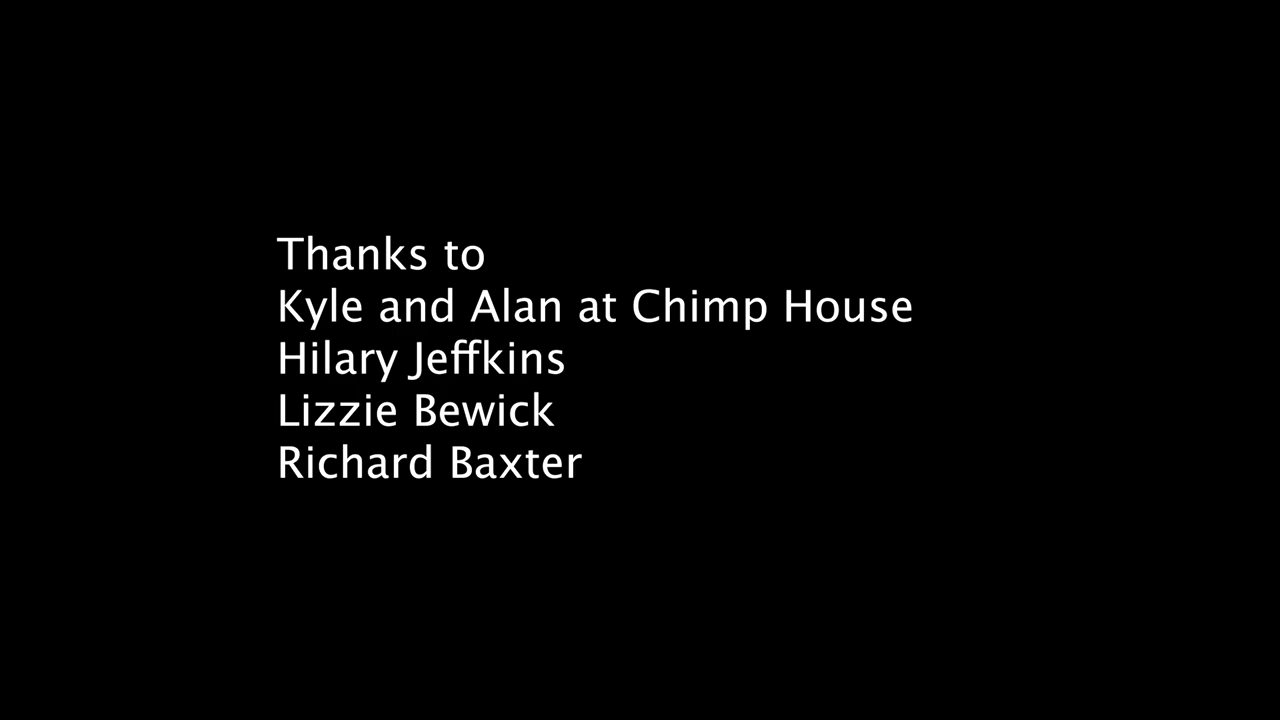 Thanks to
Kyle and Alan at Chimp House
Hilary Jeffkins
Lizzie Bewick
Richard Baxter